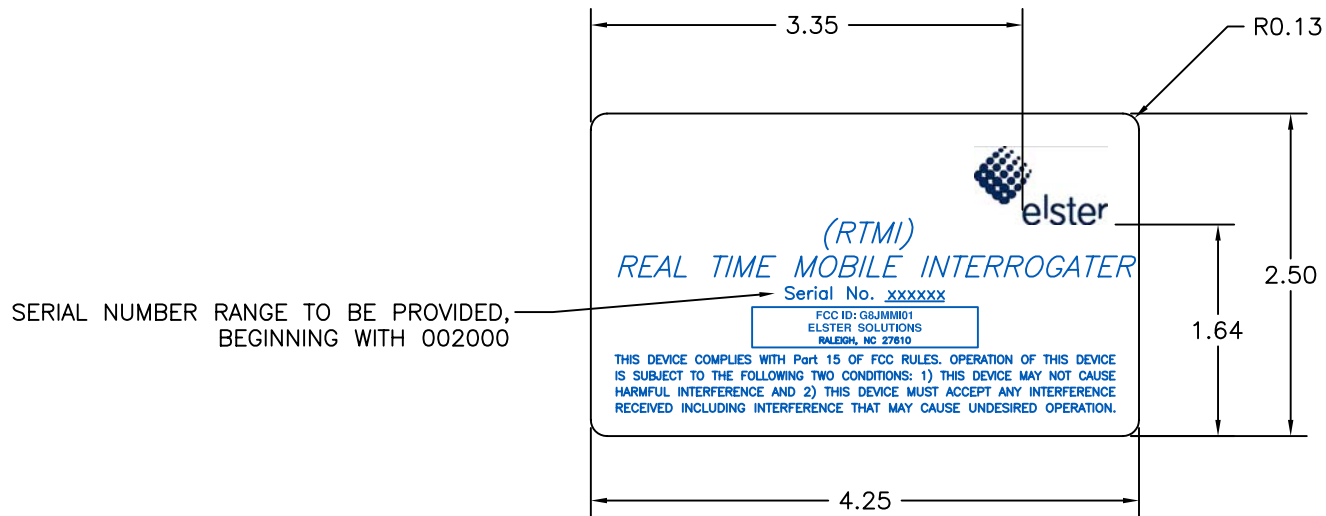 3.35
R0.13
elster
(RTMI)
REAL TIME MOBILE INTERROGATER
2.50
SERIAL NUMBER RANGE TO BE PROVIDED,
BEGINNING WITH 002000
Serial No. xxxxxx
1.64
FCC ID: G8JMMI01
ELSTER SOLUTIONS
RALEIGH, NC 27610
THIS DEVICE COMPLIES WITH Part 15 OF FCC RULES. OPERATION OF THIS DEVICE
IS SUBJECT TO THE FOLLOWING TWO CONDITIONS: 1) THIS DEVICE MAY NOT CAUSE
HARMFUL INTERFERENCE AND 2) THIS DEVICE MUST ACCEPT ANY INTERFERENCE
RECEIVED INCLUDING INTERFERENCE THAT MAY CAUSE UNDESIRED OPERATION.
4.25